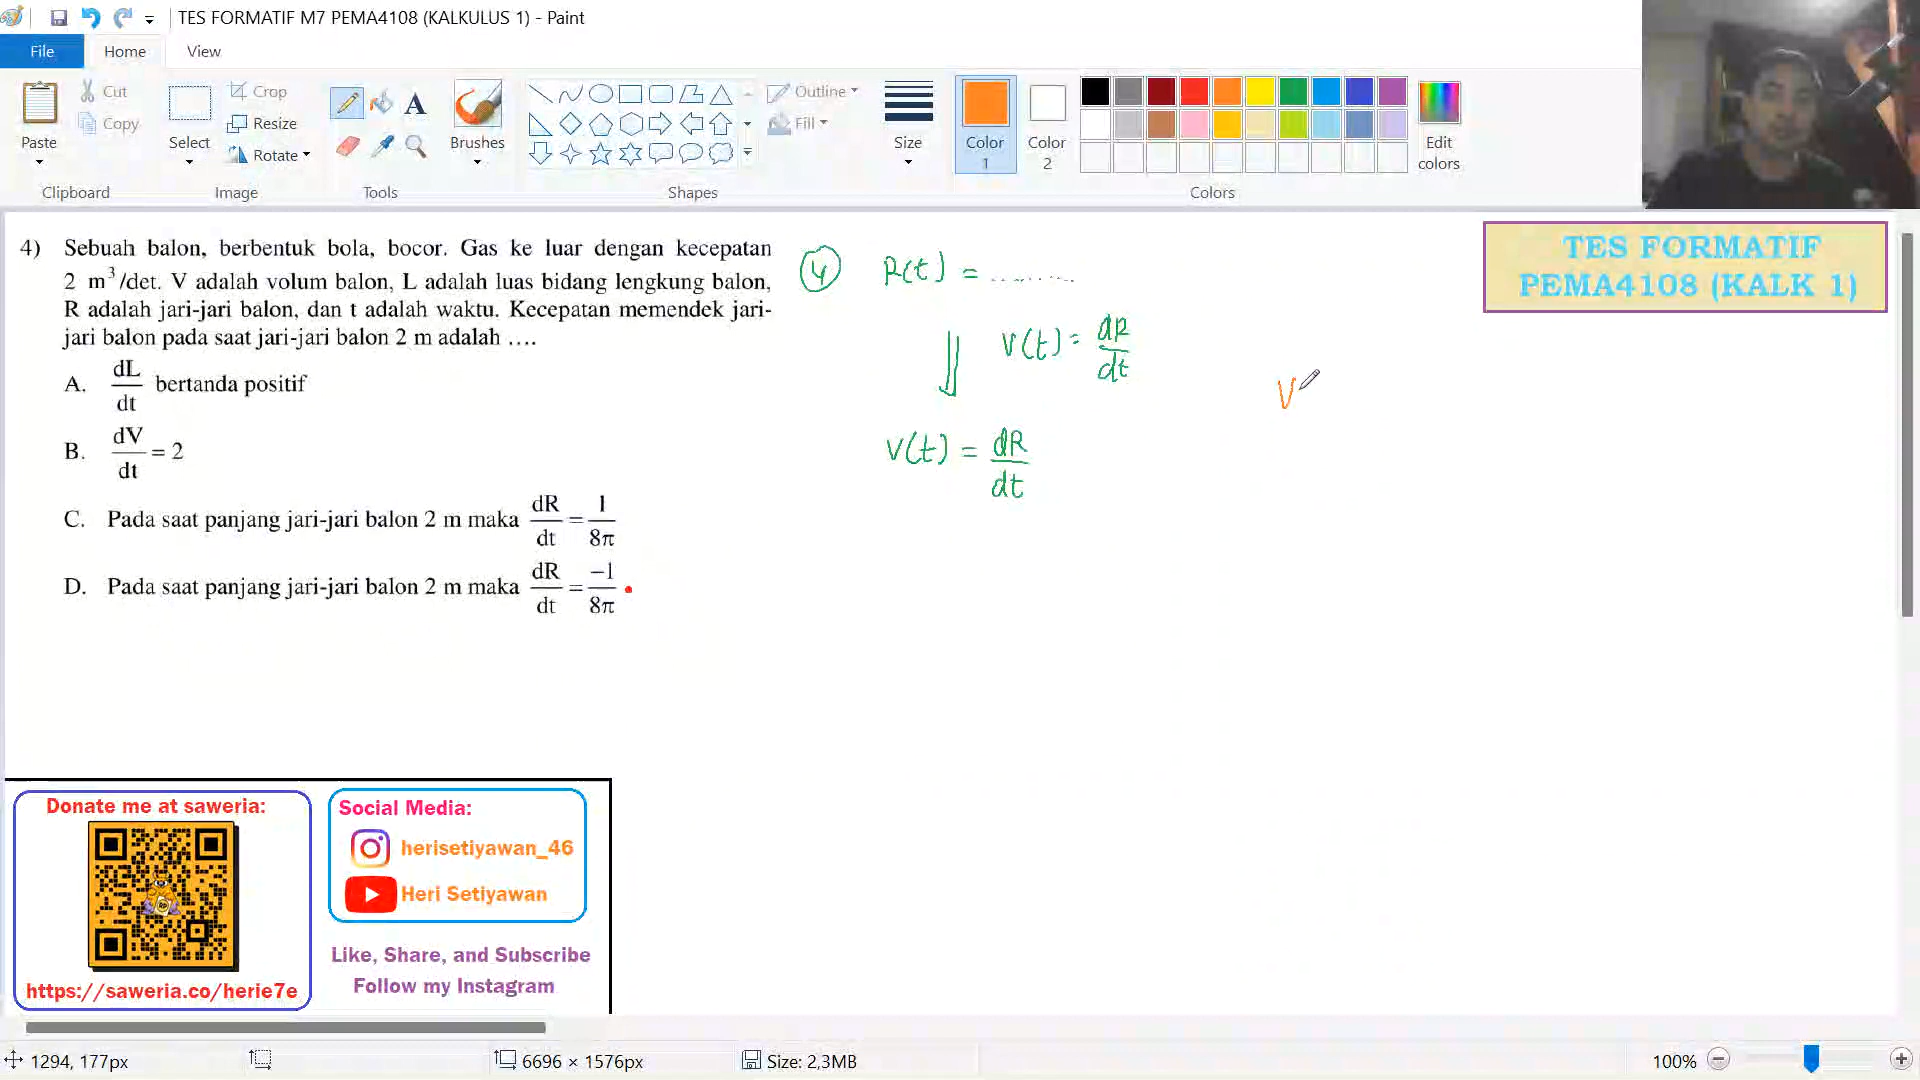 TES FORMATIF M7 PEMA4108 (KALKULUS 1) - Paint
File Home View
Paste
Cut
Copy
Clipboard
Select
Crop
Resize
Rotate
Image
Tools
Brushes
Shapes
Outline
Fill
Size
Color 1
Color 2
Edit colors
Colors
4) Sebuah balon, berbentuk bola, bocor. Gas ke luar dengan kecepatan
2 m³/det. V adalah volum balon, L adalah luas bidang lengkung balon,
R adalah jari-jari balon, dan t adalah waktu. Kecepatan memendek jari-
jari balon pada saat jari-jari balon 2 m adalah ....
A. dL/dt bertanda positif
B. dV/dt = 2
C. Pada saat panjang jari-jari balon 2 m maka dR/dt = 1/8π
D. Pada saat panjang jari-jari balon 2 m maka dR/dt = -1/8π
4 R(t) = .........
V(t) = dR/dt
V(t) = dR/dt
V
TES FORMATIF
PEMA4108 (KALK 1)
Donate me at saweria:
https://saweria.co/herie7e
Social Media:
herisetiyawan_46
Heri Setiyawan
Like, Share, and Subscribe
Follow my Instagram
1294, 177px
6696 × 1576px
Size: 2,3MB
100%